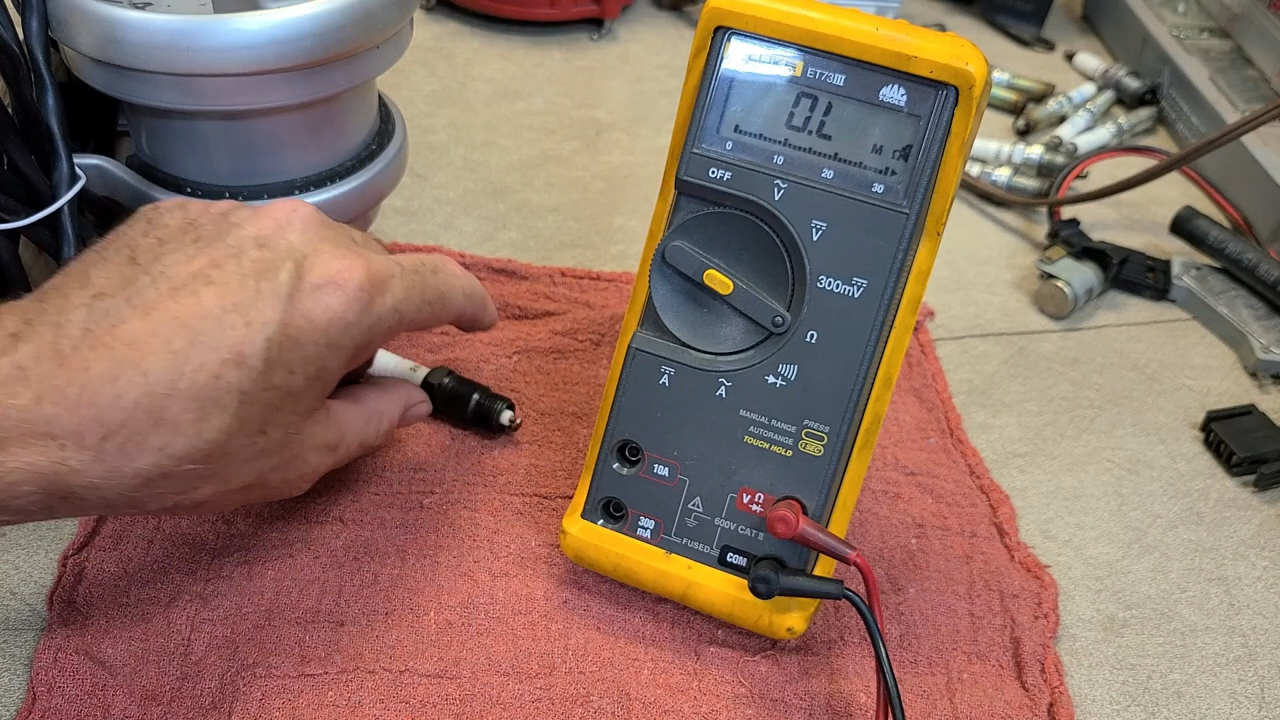 ET73III
MAC
TOOLS
0.L
M Ω
0
10
20
30
OFF
V
V
300mV
Ω
A
A
MANUAL RANGE
PRESS
AUTORANGE
1 SEC
TOUCH HOLD
10A
V Ω
300
mA
600V CAT II
FUSED
COM